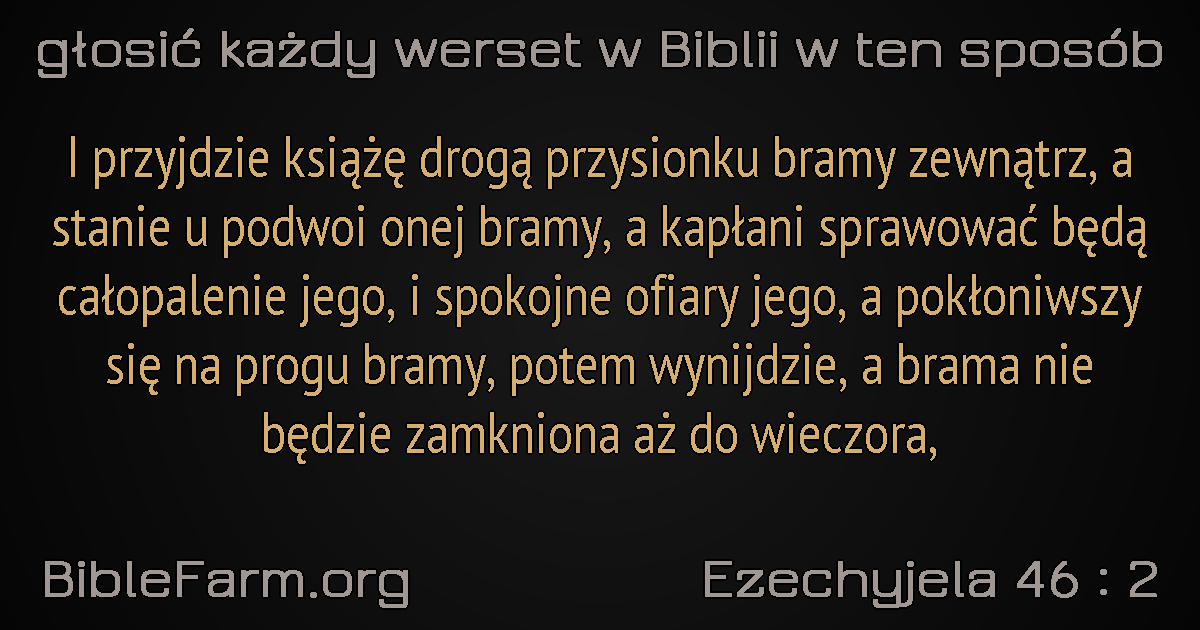 głosić każdy werset w Biblii w ten sposób
I przyjdzie książę drogą przysionku bramy zewnątrz, a
stanie u podwoi onej bramy, a kapłani sprawować będą
całopalenie jego, i spokojne ofiary jego, a pokłoniwszy
się na progu bramy, potem wynijdzie, a brama nie
będzie zamkniona aż do wieczora,
BibleFarm.org
Ezechyjela 46 : 2